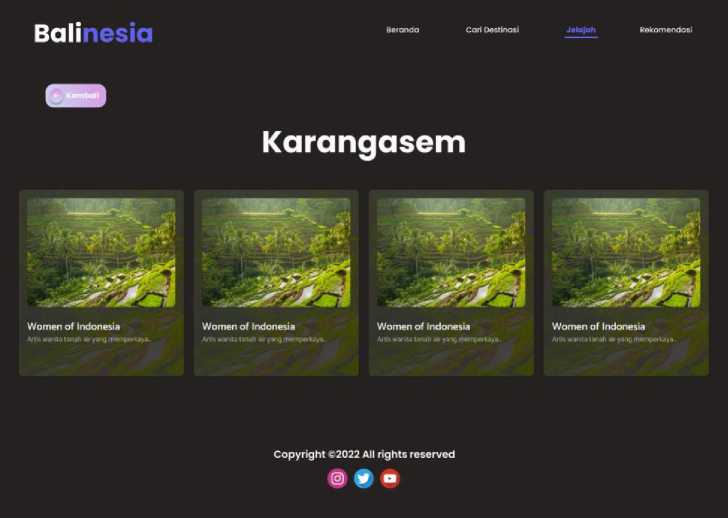 Balinesia
Beranda
Cari Destinasi
Jelajah
Rekomendasi
Kembali
Karangasem
Women of Indonesia
Artis wanita tanah air yang memperkaya..
Women of Indonesia
Artis wanita tanah air yang memperkaya..
Women of Indonesia
Artis wanita tanah air yang memperkaya..
Women of Indonesia
Artis wanita tanah air yang memperkaya..
Copyright ©2022 All rights reserved